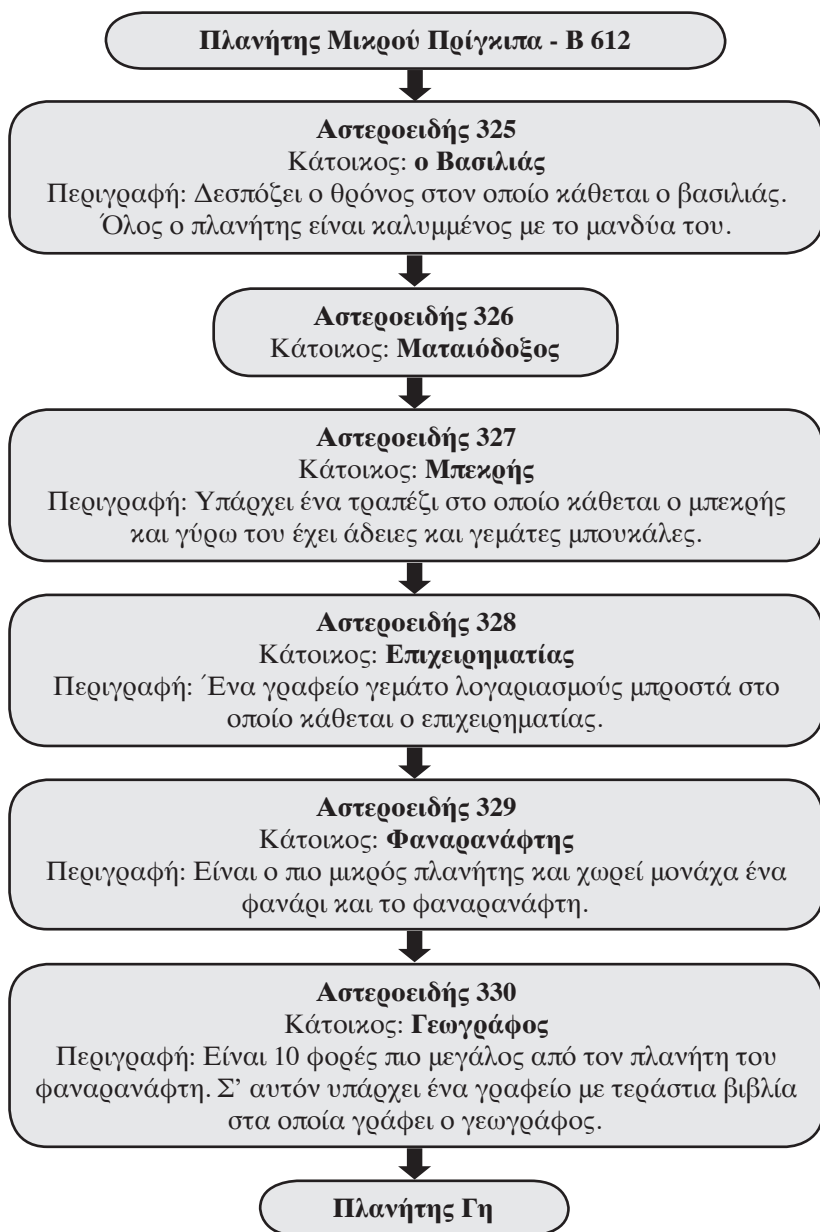 Πλανήτης Μικρού Πρίγκιπα - Β 612
Αστεροειδής 325
Κάτοικος: ο Βασιλιάς
Περιγραφή: Δεσπόζει ο θρόνος στον οποίο κάθεται ο βασιλιάς.
Όλος ο πλανήτης είναι καλυμμένος με το μανδύα του.
Αστεροειδής 326
Κάτοικος: Ματαιόδοξος
Αστεροειδής 327
Κάτοικος: Μπεκρής
Περιγραφή: Υπάρχει ένα τραπέζι στο οποίο κάθεται ο μπεκρής
και γύρω του έχει άδειες και γεμάτες μπουκάλες.
Αστεροειδής 328
Κάτοικος: Επιχειρηματίας
Περιγραφή: Ένα γραφείο γεμάτο λογαριασμούς μπροστά στο
οποίο κάθεται ο επιχειρηματίας.
Αστεροειδής 329
Κάτοικος: Φαναρανάφτης
Περιγραφή: Είναι ο πιο μικρός πλανήτης και χωρεί μονάχα ένα
φανάρι και το φαναρανάφτη.
Αστεροειδής 330
Κάτοικος: Γεωγράφος
Περιγραφή: Είναι 10 φορές πιο μεγάλος από τον πλανήτη του
φαναρανάφτη. Σ’ αυτόν υπάρχει ένα γραφείο με τεράστια βιβλία
στα οποία γράφει ο γεωγράφος.
Πλανήτης Γη